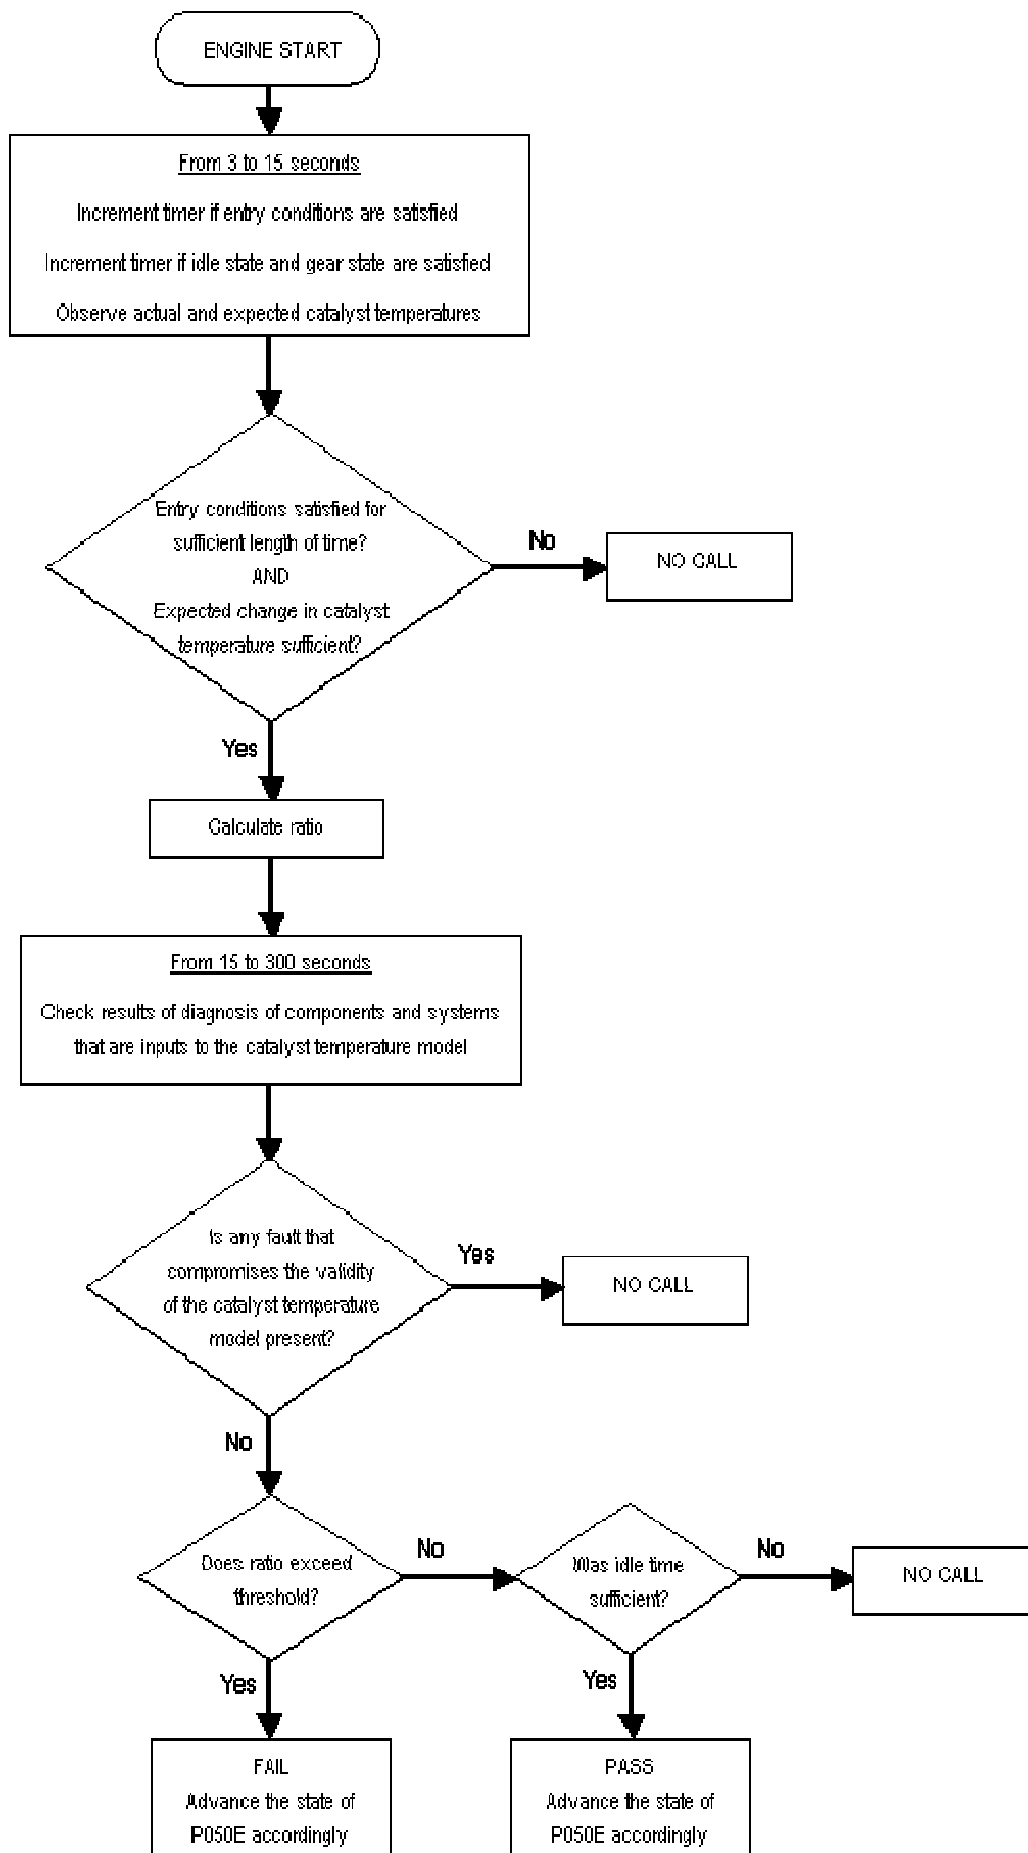 ENGINE START
From 3 to 15 seconds
Increment timer if entry conditions are satisfied
Increment timer if idle state and gear state are satisfied
Observe actual and expected catalyst temperatures
Entry conditions satisfied for
sufficient length of time?
AND
Expected change in catalyst
temperature sufficient?
No
NO CALL
Yes
Calculate ratio
From 15 to 300 seconds
Check results of diagnosis of components and systems
that are inputs to the catalyst temperature model
Is any fault that
compromises the validity
of the catalyst temperature
model present?
Yes
NO CALL
No
Does ratio exceed
threshold?
No
Was idle time
sufficient?
No
NO CALL
Yes
Yes
FAIL
Advance the state of
P050E accordingly
PASS
Advance the state of
P050E accordingly